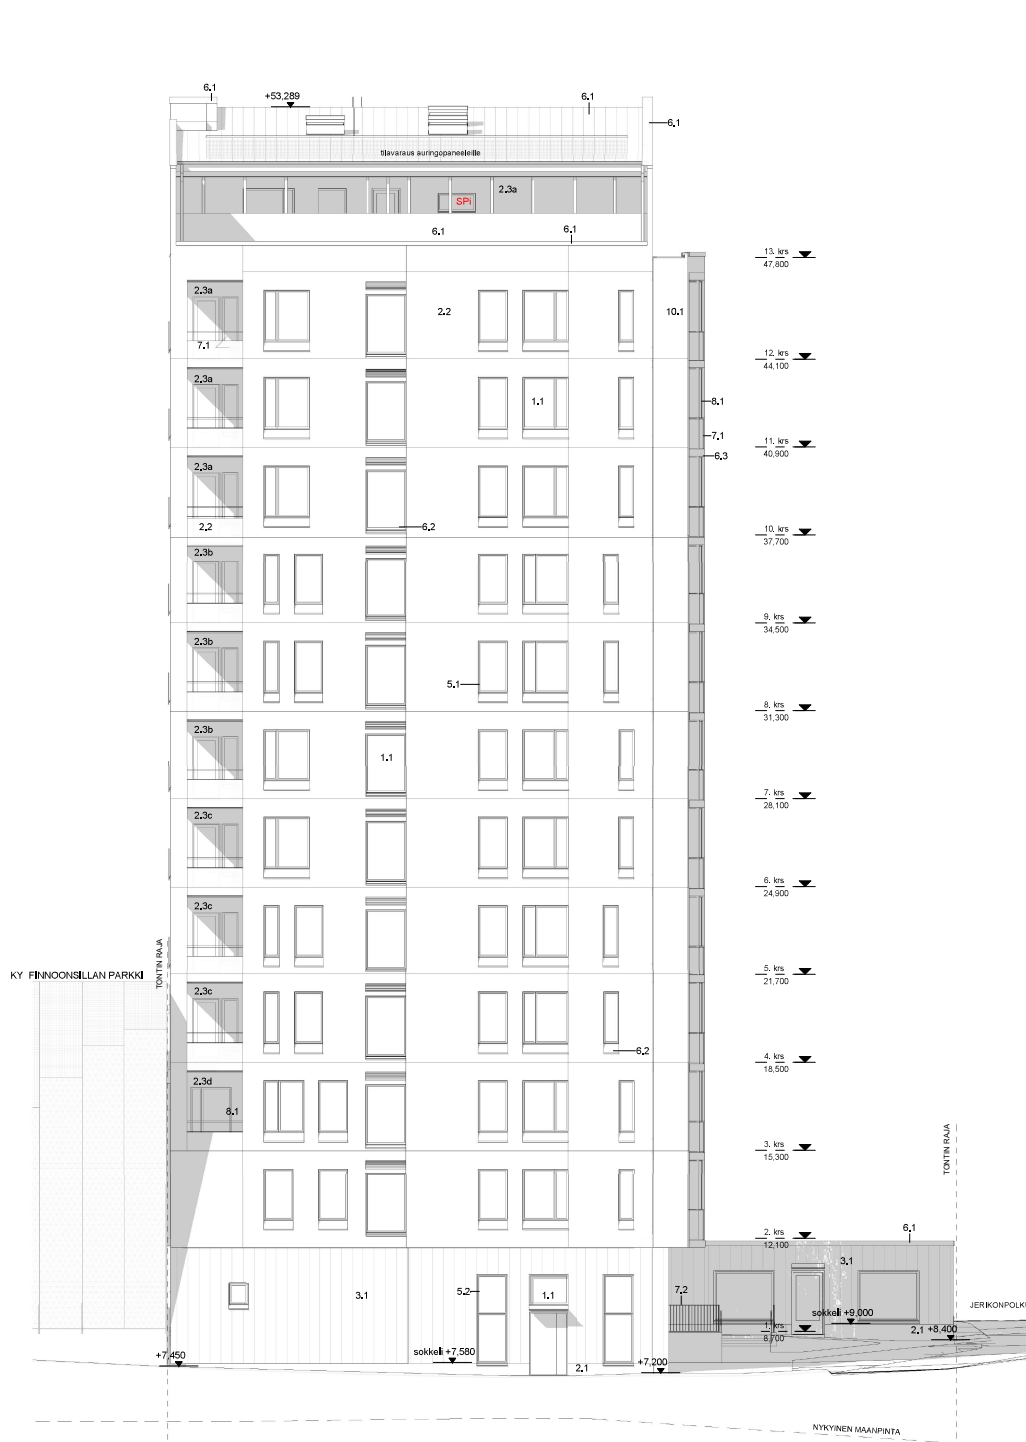 6.1
+53,289
6.1
6.1
tilavaraus auringopaneeleille
2.3a
SPi
6.1
6.1
13. krs
47,800
2.3a
2.2
10.1
7.1
12. krs
44,100
2.3a
1.1
8.1
7.1
11. krs
40,900
6.3
2.3a
2.2
6.2
10. krs
37,700
2.3b
9. krs
34,500
2.3b
5.1
8. krs
31,300
2.3b
1.1
7. krs
28,100
2.3c
6. krs
24,900
2.3c
TONTIN RAJA
KY FINNOONSILLAN PARKKI
5. krs
21,700
2.3c
6.2
4. krs
18,500
2.3d
8.1
TONTIN RAJA
3. krs
15,300
6.1
2. krs
12,100
3.1
3.1
5.2
1.1
7.2
JERIKONPOLKU
sokkeli +9,000
1. krs
8,700
2.1
+8,400
+7,450
sokkeli +7,580
2.1
+7,200
NYKYINEN MAANPINTA